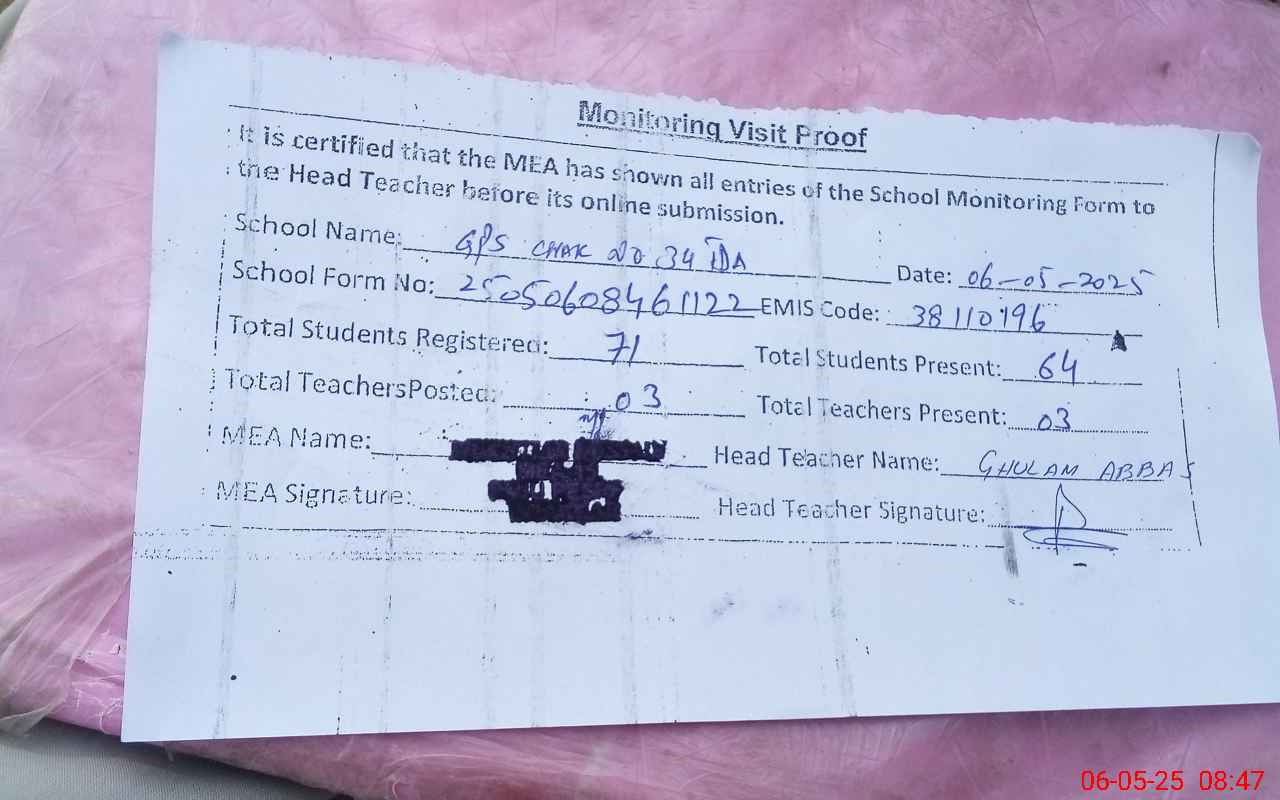 Monitoring Visit Proof
It is certified that the MEA has shown all entries of the School Monitoring Form to
the Head Teacher before its online submission.
School Name: GPS CHAK NO 34 TDA Date: 06-05-2025
School Form No: 25050608461122 EMIS Code: 38110196
Total Students Registered: 71 Total Students Present: 64
Total TeachersPosted: 03 Total Teachers Present: 03
MEA Name: Head Teacher Name: GHULAM ABBAS
MEA Signature: Head Teacher Signature:
06-05-25 08:47